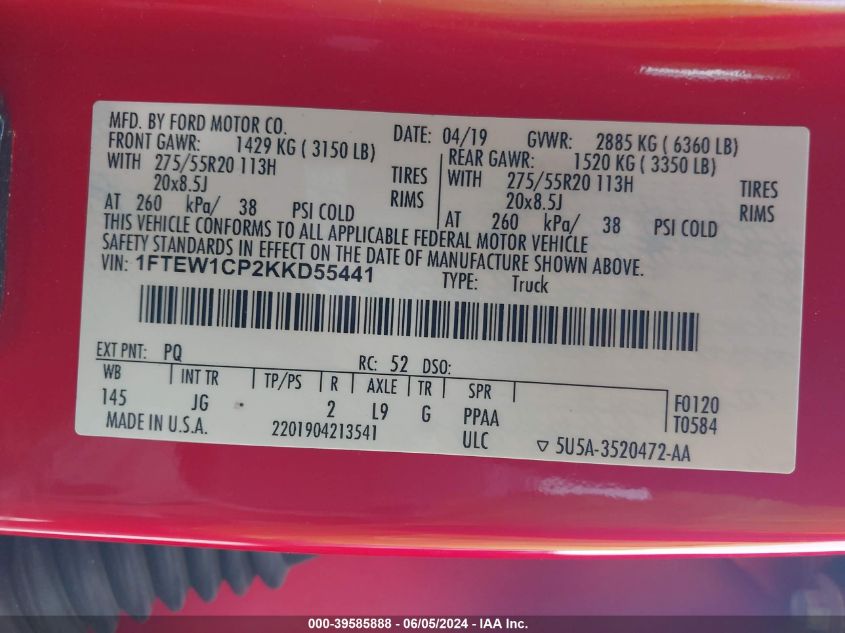 MFD. BY FORD MOTOR CO. DATE: 04/19 GVWR: 2885 KG ( 6360 LB)
FRONT GAWR: 1429 KG ( 3150 LB) REAR GAWR: 1520 KG ( 3350 LB)
WITH 275/55R20 113H TIRES WITH 275/55R20 113H TIRES
20x8.5J RIMS 20x8.5J RIMS
AT 260 kPa/ 38 PSI COLD AT 260 kPa/ 38 PSI COLD
THIS VEHICLE CONFORMS TO ALL APPLICABLE FEDERAL MOTOR VEHICLE
SAFETY STANDARDS IN EFFECT ON THE DATE OF MANUFACTURE SHOWN ABOVE.
VIN: 1FTEW1CP2KKD55441 TYPE: Truck
EXT PNT: PQ RC: 52 DSO:
WB INT TR TP/PS R AXLE TR SPR F0120
145 JG 2 L9 G PPAA T0584
MADE IN U.S.A. 2201904213541 ULC ▽ 5U5A-3520472-AA
000-39585888 - 06/05/2024 - IAA Inc.